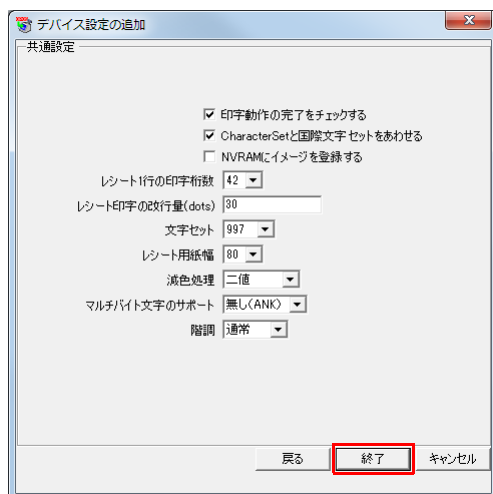 デバイス設定の追加
共通設定
印字動作の完了をチェックする
CharacterSetと国際文字セットをあわせる
NVRAMにイメージを登録する
レシート1行の印字桁数 42
レシート印字の改行量(dots) 30
文字セット 997
レシート用紙幅 80
減色処理 二値
マルチバイト文字のサポート 無し(ANK)
階調 通常
戻る 終了 キャンセル